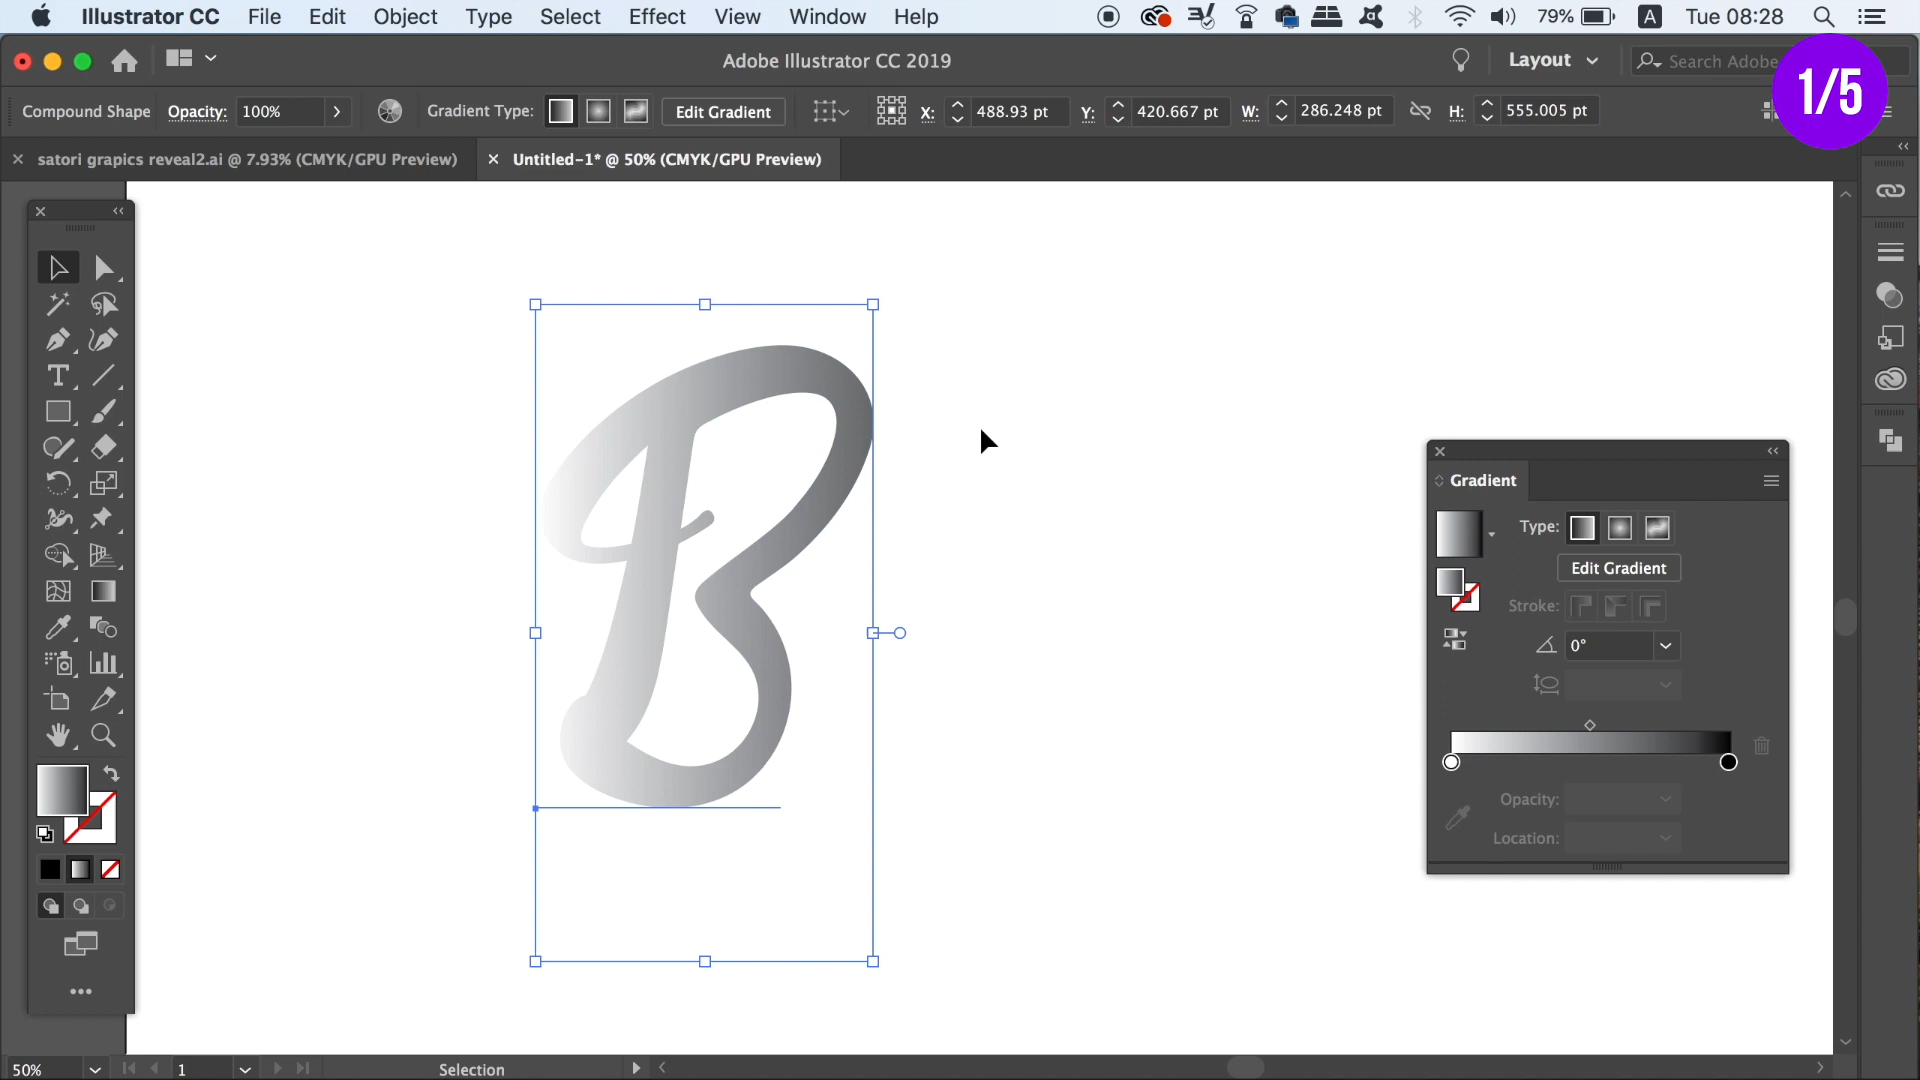 Illustrator CC File Edit Object Type Select Effect View Window Help 79% A Tue 08:28
Adobe Illustrator CC 2019 Layout Search Adobe
1/5
Compound Shape Opacity: 100% Gradient Type: Edit Gradient X: 488.93 pt Y: 420.667 pt W: 286.248 pt H: 555.005 pt
satori grapics reveal2.ai @ 7.93% (CMYK/GPU Preview) Untitled-1* @ 50% (CMYK/GPU Preview)
B
Gradient
Type:
Edit Gradient
Stroke:
0°
Opacity:
Location:
50% 1 Selection